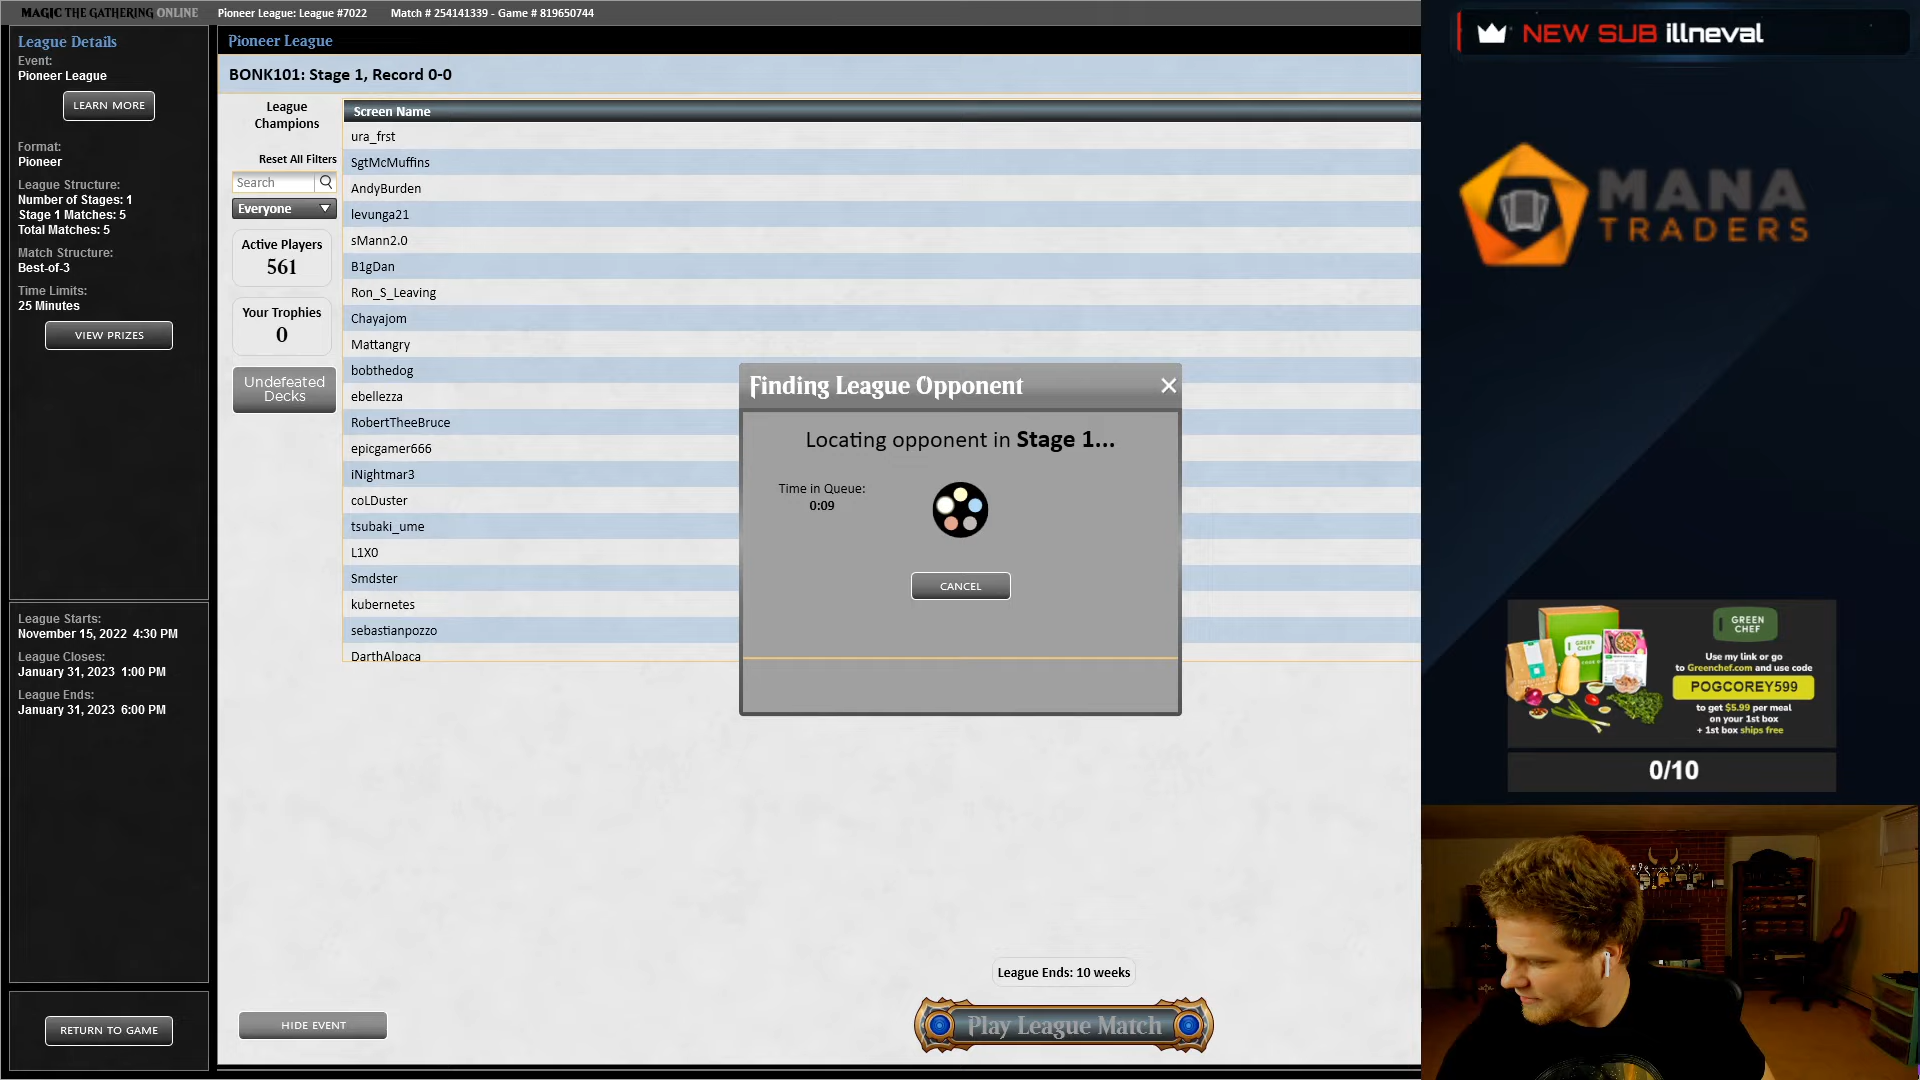 MAGIC THE GATHERING ONLINE
Pioneer League: League #7022
Match # 254141339 - Game # 819650744
League Details
Event:
Pioneer League
LEARN MORE
Format:
Pioneer
League Structure:
Number of Stages: 1
Stage 1 Matches: 5
Total Matches: 5
Match Structure:
Best-of-3
Time Limits:
25 Minutes
VIEW PRIZES
League Starts:
November 15, 2022 4:30 PM
League Closes:
January 31, 2023 1:00 PM
League Ends:
January 31, 2023 6:00 PM
RETURN TO GAME
Pioneer League
BONK101: Stage 1, Record 0-0
League
Champions
Reset All Filters
Search
Everyone
Active Players
561
Your Trophies
0
Undefeated
Decks
Screen Name
ura_frst
SgtMcMuffins
AndyBurden
levunga21
sMann2.0
B1gDan
Ron_S_Leaving
Chayajom
Mattangry
bobthedog
ebellezza
RobertTheeBruce
epicgamer666
iNightmar3
coLDuster
tsubaki_ume
L1X0
Smdster
kubernetes
sebastianpozzo
DarthAlpaca
Finding League Opponent
Locating opponent in Stage 1...
Time in Queue:
0:09
CANCEL
League Ends: 10 weeks
HIDE EVENT
Play League Match
NEW SUB illneval
MANA
TRADERS
GREEN
CHEF
Use my link or go
to Greenchef.com and use code
POGCOREY599
to get $5.99 per meal
on your 1st box
+ 1st box ships free
0/10